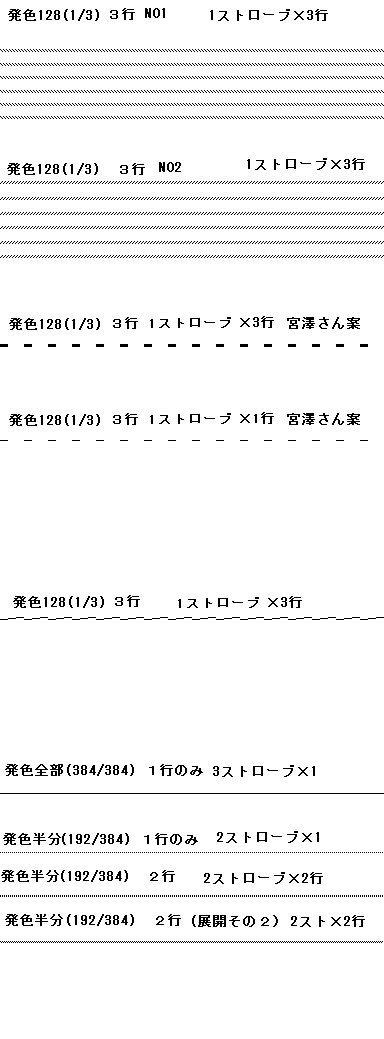 発色128(1/3) 3行 NO1 1ストローブ×3行
発色128(1/3) 3行 NO2 1ストローブ×3行
発色128(1/3) 3行 1ストローブ ×3行 宮澤さん案
発色128(1/3) 3行 1ストローブ ×1行 宮澤さん案
発色128(1/3) 3行 1ストローブ ×3行
発色全部(384/384) 1行のみ 3ストローブ×1
発色半分(192/384) 1行のみ 2ストローブ×1
発色半分(192/384) 2行 2ストローブ×2行
発色半分(192/384) 2行 (展開その2) 2スト×2行